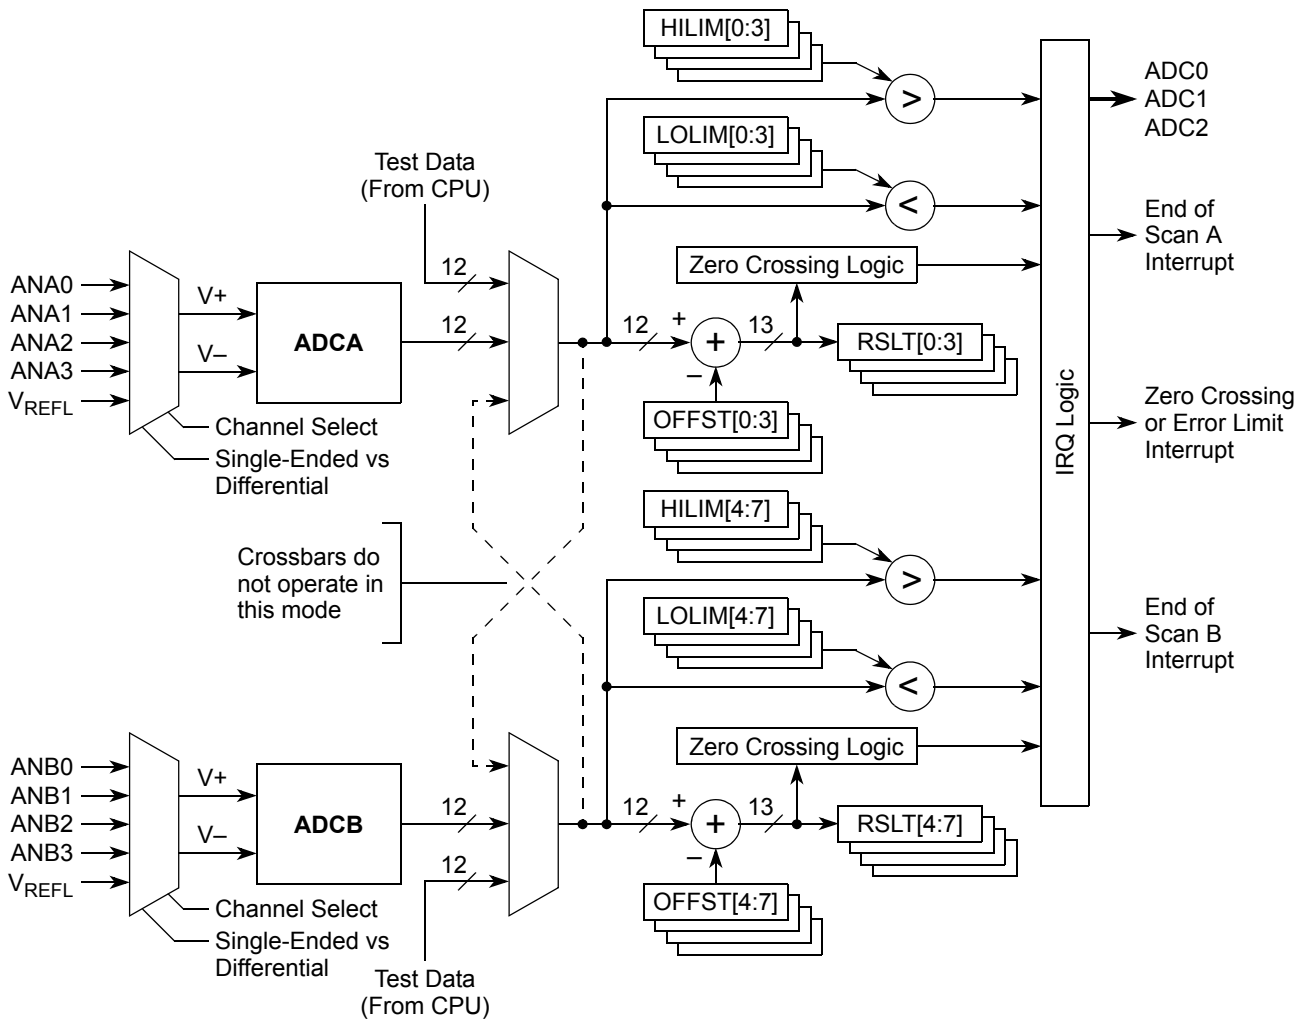 HILIM[0:3]
>
ADC0
ADC1
ADC2
LOLIM[0:3]
<
Test Data
(From CPU)
End of
Scan A
Interrupt
12
Zero Crossing Logic
ANA0
ANA1
ANA2
ANA3
VREFL
V+
V–
ADCA
12
12
+
+
–
13
RSLT[0:3]
OFFST[0:3]
Channel Select
Single-Ended vs
Differential
IRQ Logic
Zero Crossing
or Error Limit
Interrupt
HILIM[4:7]
>
Crossbars do
not operate in
this mode
LOLIM[4:7]
<
End of
Scan B
Interrupt
Zero Crossing Logic
ANB0
ANB1
ANB2
ANB3
VREFL
V+
V–
ADCB
12
12
12
+
+
–
13
RSLT[4:7]
OFFST[4:7]
Channel Select
Single-Ended vs
Differential
Test Data
(From CPU)